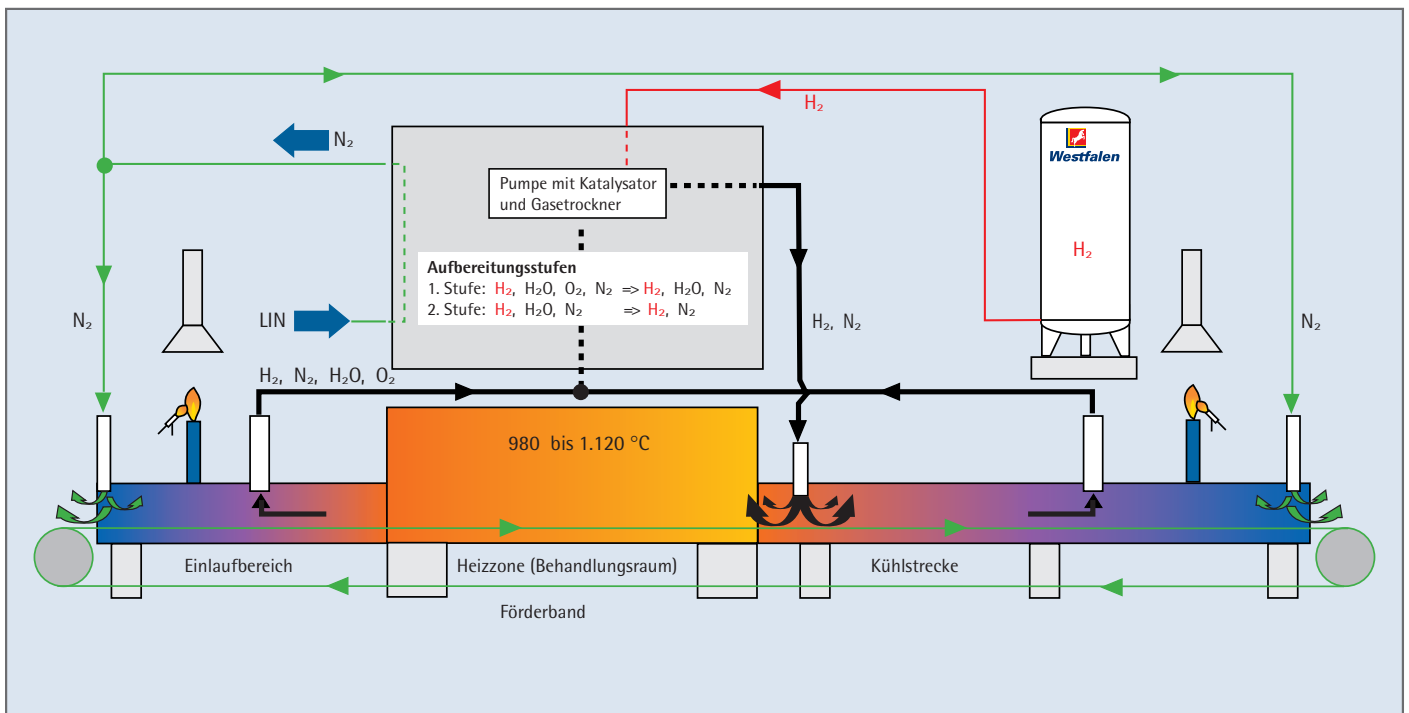 H₂
N₂
Westfalen
Pumpe mit Katalysator
und Gasetrockner
H₂
Aufbereitungsstufen
1. Stufe: H₂, H₂O, O₂, N₂ => H₂, H₂O, N₂
2. Stufe: H₂, H₂O, N₂ => H₂, N₂
N₂
LIN
H₂, N₂
N₂
H₂, N₂, H₂O, O₂
980 bis 1.120 °C
Einlaufbereich
Heizzone (Behandlungsraum)
Kühlstrecke
Förderband